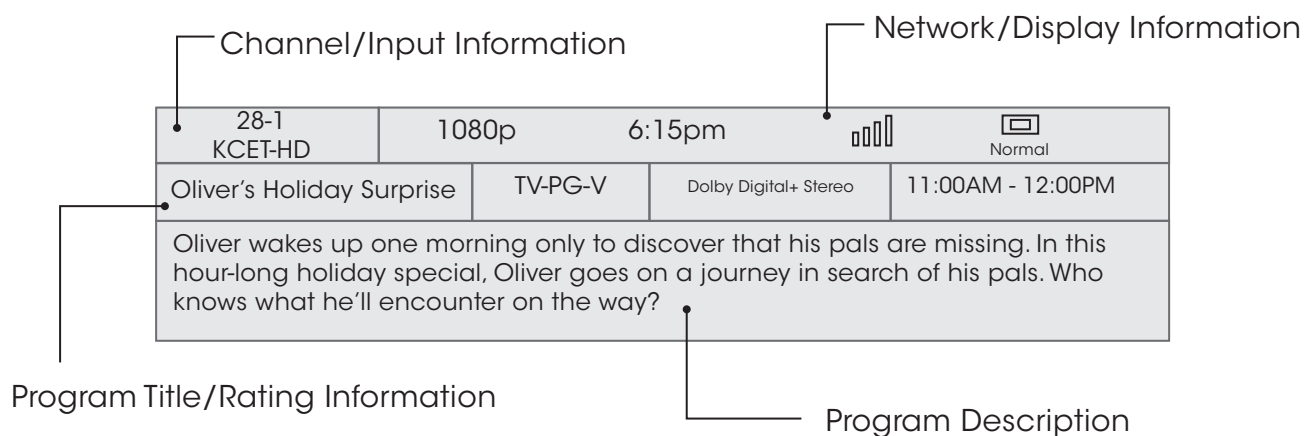 Channel/Input Information
Network/Display Information
28-1
KCET-HD
1080p
6:15pm
Normal
Oliver's Holiday Surprise
TV-PG-V
Dolby Digital+ Stereo
11:00AM - 12:00PM
Oliver wakes up one morning only to discover that his pals are missing. In this
hour-long holiday special, Oliver goes on a journey in search of his pals. Who
knows what he'll encounter on the way?
Program Title/Rating Information
Program Description